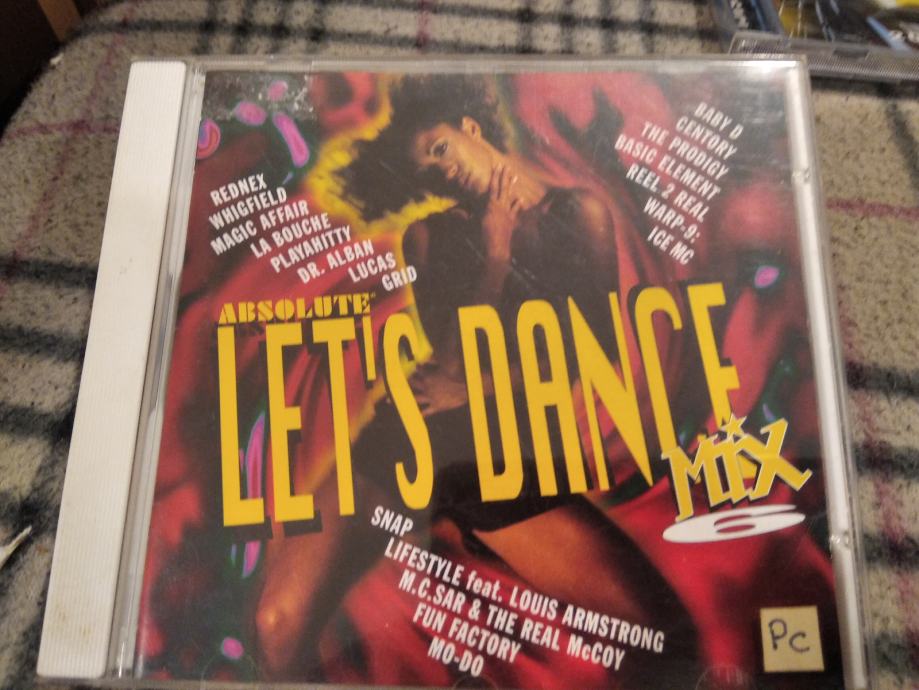 REDNEX
WHIGFIELD
MAGIC AFFAIR
LA BOUCHE
PLAYAHITTY
DR. ALBAN
LUCAS
GRID
BABY D
CENTORY
THE PRODIGY
BASIC ELEMENT
REEL 2 REAL
WARP-9:
ICE MC
ABSOLUTE
LET'S DANCE
MIX
6
SNAP
LIFESTYLE feat. LOUIS ARMSTRONG
M.C.SAR & THE REAL McCOY
FUN FACTORY
MO-DO
PC